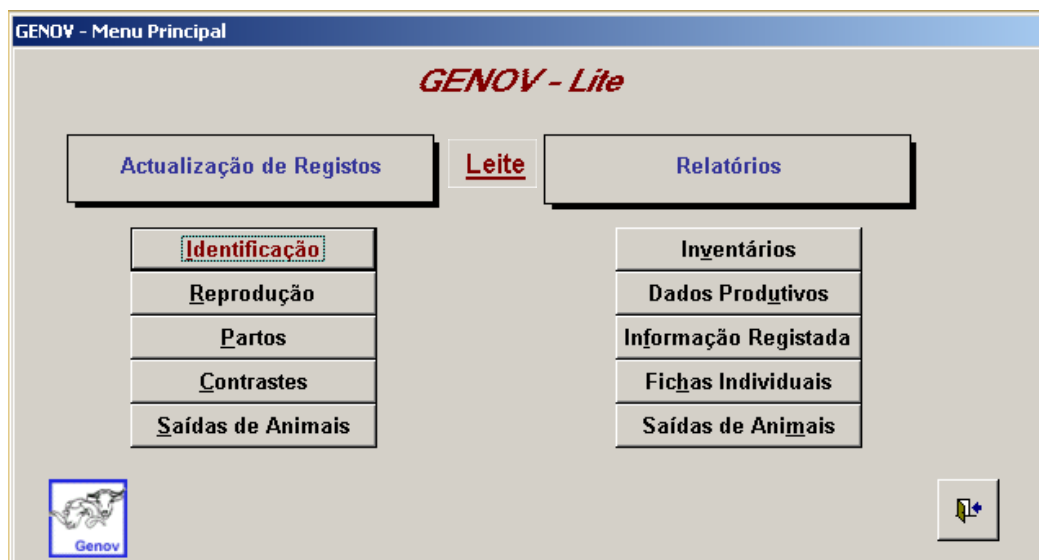 GENOV - Menu Principal
GENOV - Lite
Actualização de Registos
Leite
Relatórios
Identificação
Reprodução
Partos
Contrastes
Saídas de Animais
Inventários
Dados Produtivos
Informação Registada
Fichas Individuais
Saídas de Animais
Genov